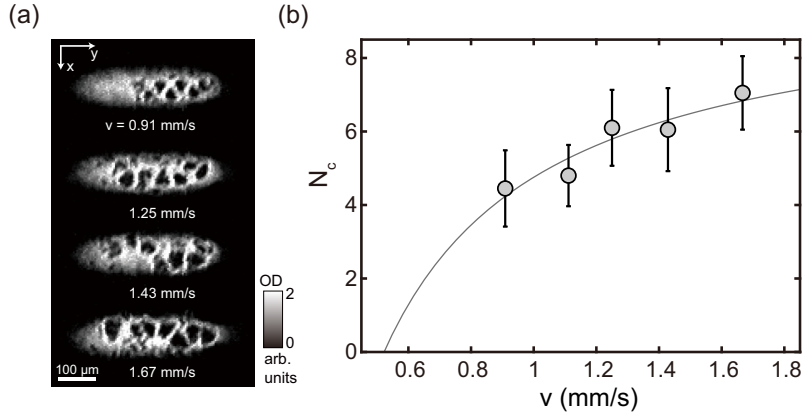 (a)
y
x
v = 0.91 mm/s
1.25 mm/s
1.43 mm/s
1.67 mm/s
100 μm
OD
2
0
arb.
units
(b)
8
6
4
2
0
N_c
0.6 0.8 1 1.2 1.4 1.6 1.8
v (mm/s)